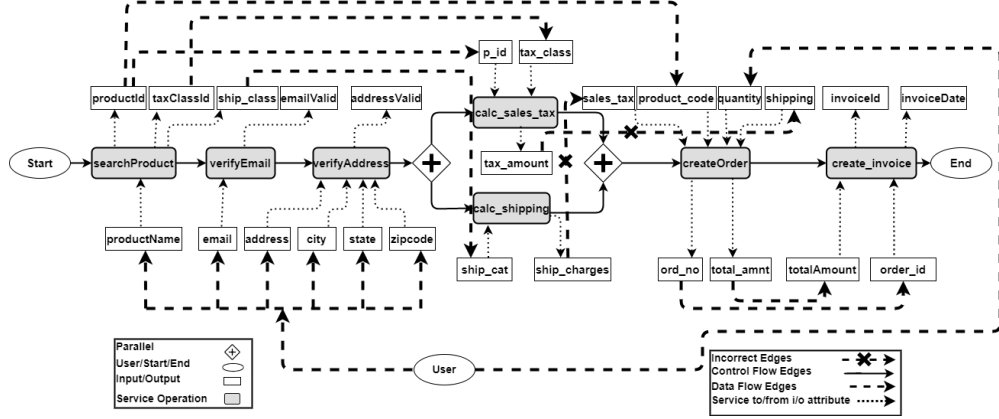 p_id
tax_class
productId
taxClassId
ship_class
emailValid
addressValid
sales_tax
product_code
quantity
shipping
invoiceId
invoiceDate
calc_sales_tax
Start
searchProduct
verifyEmail
verifyAddress
tax_amount
createOrder
create_invoice
End
calc_shipping
productName
email
address
city
state
zipcode
ship_cat
ship_charges
ord_no
total_amnt
totalAmount
order_id
Parallel
User/Start/End
Input/Output
Service Operation
User
Incorrect Edges
Control Flow Edges
Data Flow Edges
Service to/from i/o attribute